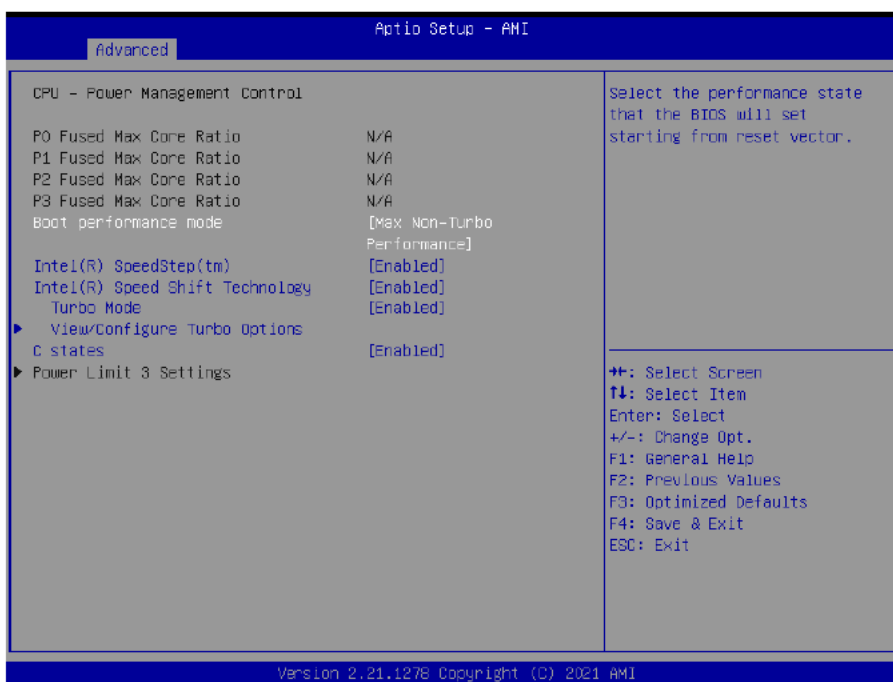 Aptio Setup - AMI
Advanced
CPU - Power Management Control
P0 Fused Max Core Ratio N/A
P1 Fused Max Core Ratio N/A
P2 Fused Max Core Ratio N/A
P3 Fused Max Core Ratio N/A
Boot performance mode [Max Non-Turbo
Performance]
Intel(R) SpeedStep(tm) [Enabled]
Intel(R) Speed Shift Technology [Enabled]
Turbo Mode [Enabled]
View/Configure Turbo Options
C states [Enabled]
Power Limit 3 Settings
Select the performance state
that the BIOS will set
starting from reset vector.
→←: Select Screen
↑↓: Select Item
Enter: Select
+/-: Change Opt.
F1: General Help
F2: Previous Values
F3: Optimized Defaults
F4: Save & Exit
ESC: Exit
Version 2.21.1278 Copyright (C) 2021 AMI